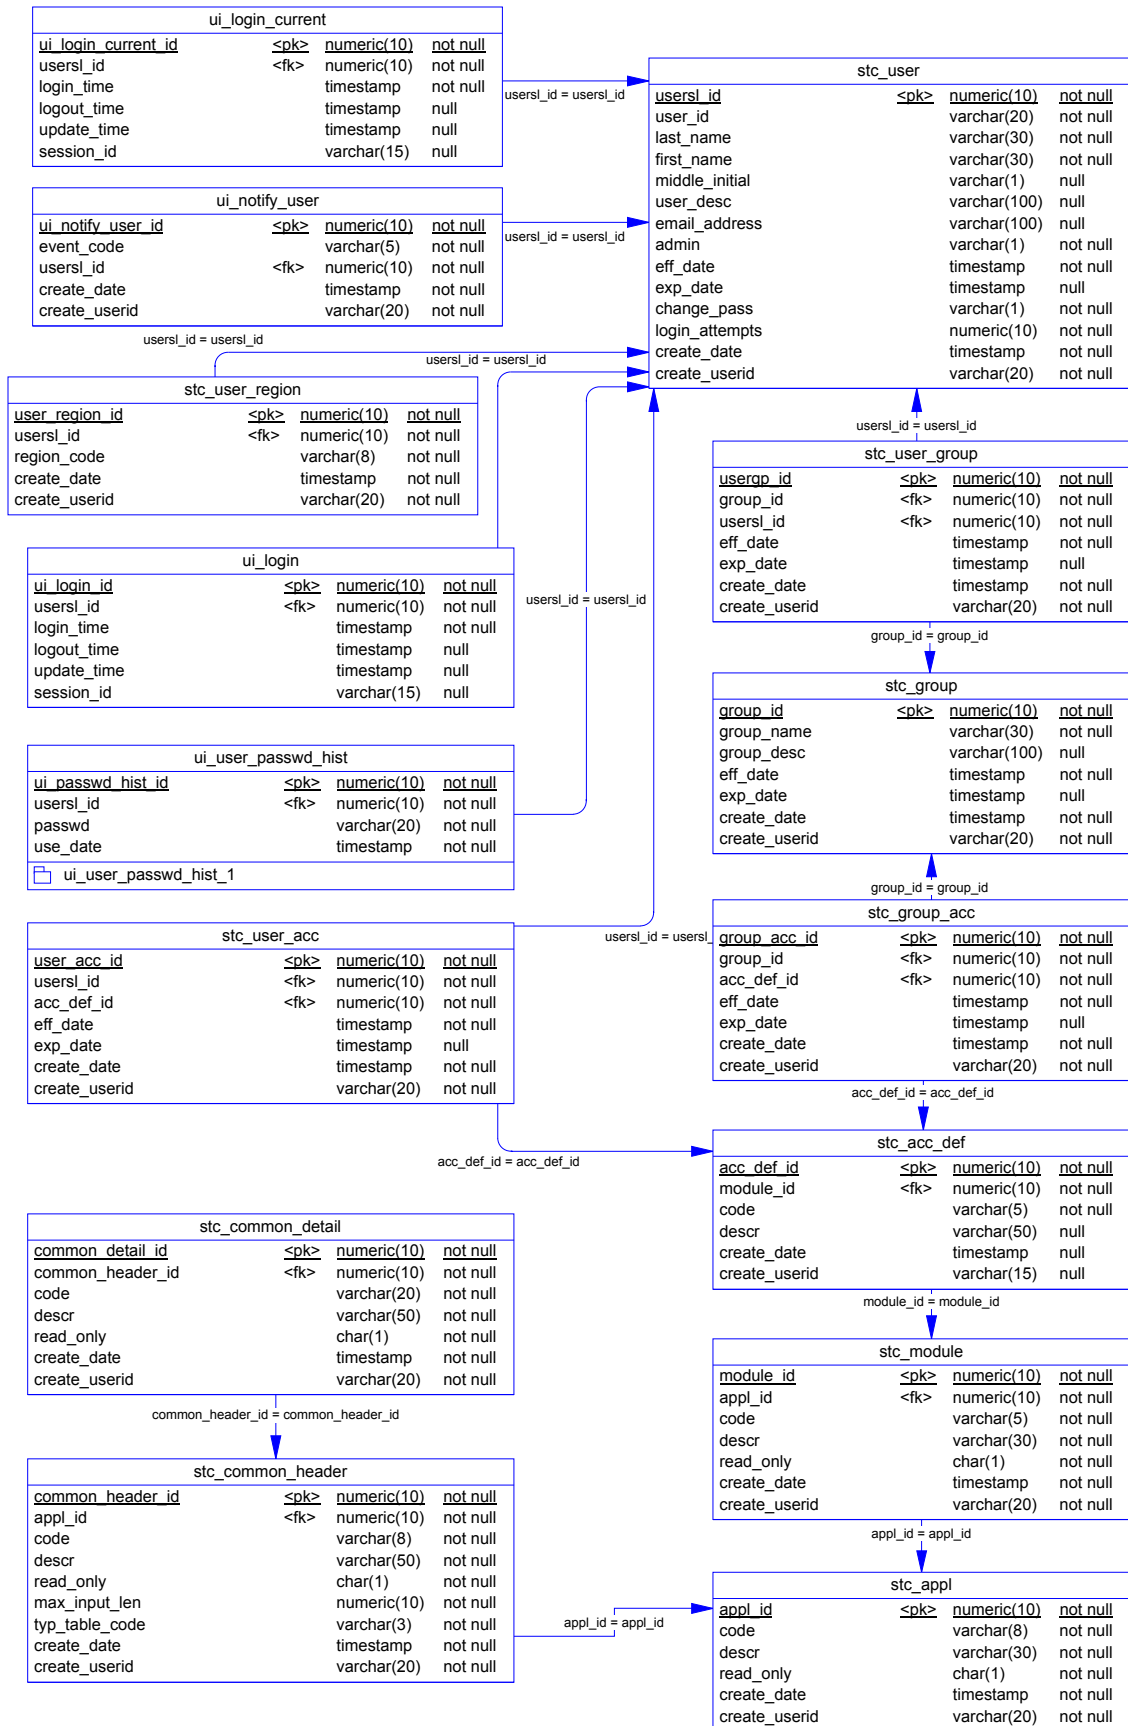 ui_login_current
ui_login_current_id <pk> numeric(10) not null
usersl_id <fk> numeric(10) not null
login_time timestamp not null
logout_time timestamp null
update_time timestamp null
session_id varchar(15) null
usersl_id = usersl_id
stc_user
usersl_id <pk> numeric(10) not null
user_id varchar(20) not null
last_name varchar(30) not null
first_name varchar(30) not null
middle_initial varchar(1) null
user_desc varchar(100) null
email_address varchar(100) null
admin varchar(1) not null
eff_date timestamp not null
exp_date timestamp null
change_pass varchar(1) not null
login_attempts numeric(10) not null
create_date timestamp not null
create_userid varchar(20) not null
ui_notify_user
ui_notify_user_id <pk> numeric(10) not null
event_code varchar(5) not null
usersl_id <fk> numeric(10) not null
create_date timestamp not null
create_userid varchar(20) not null
usersl_id = usersl_id
usersl_id = usersl_id
usersl_id = usersl_id
stc_user_region
user_region_id <pk> numeric(10) not null
usersl_id <fk> numeric(10) not null
region_code varchar(8) not null
create_date timestamp not null
create_userid varchar(20) not null
usersl_id = usersl_id
stc_user_group
usergp_id <pk> numeric(10) not null
group_id <fk> numeric(10) not null
usersl_id <fk> numeric(10) not null
eff_date timestamp not null
exp_date timestamp null
create_date timestamp not null
create_userid varchar(20) not null
ui_login
ui_login_id <pk> numeric(10) not null
usersl_id <fk> numeric(10) not null
login_time timestamp not null
logout_time timestamp null
update_time timestamp null
session_id varchar(15) null
usersl_id = usersl_id
group_id = group_id
stc_group
group_id <pk> numeric(10) not null
group_name varchar(30) not null
group_desc varchar(100) null
eff_date timestamp not null
exp_date timestamp null
create_date timestamp not null
create_userid varchar(20) not null
ui_user_passwd_hist
ui_passwd_hist_id <pk> numeric(10) not null
usersl_id <fk> numeric(10) not null
passwd varchar(20) not null
use_date timestamp not null
ui_user_passwd_hist_1
group_id = group_id
stc_group_acc
group_acc_id <pk> numeric(10) not null
group_id <fk> numeric(10) not null
acc_def_id <fk> numeric(10) not null
eff_date timestamp not null
exp_date timestamp null
create_date timestamp not null
create_userid varchar(20) not null
usersl_id = usersl_
stc_user_acc
user_acc_id <pk> numeric(10) not null
usersl_id <fk> numeric(10) not null
acc_def_id <fk> numeric(10) not null
eff_date timestamp not null
exp_date timestamp null
create_date timestamp not null
create_userid varchar(20) not null
acc_def_id = acc_def_id
acc_def_id = acc_def_id
stc_acc_def
acc_def_id <pk> numeric(10) not null
module_id <fk> numeric(10) not null
code varchar(5) not null
descr varchar(50) null
create_date timestamp null
create_userid varchar(15) null
stc_common_detail
common_detail_id <pk> numeric(10) not null
common_header_id <fk> numeric(10) not null
code varchar(20) not null
descr varchar(50) not null
read_only char(1) not null
create_date timestamp not null
create_userid varchar(20) not null
module_id = module_id
stc_module
module_id <pk> numeric(10) not null
appl_id <fk> numeric(10) not null
code varchar(5) not null
descr varchar(30) not null
read_only char(1) not null
create_date timestamp not null
create_userid varchar(20) not null
common_header_id = common_header_id
stc_common_header
common_header_id <pk> numeric(10) not null
appl_id <fk> numeric(10) not null
code varchar(8) not null
descr varchar(50) not null
read_only char(1) not null
max_input_len numeric(10) not null
typ_table_code varchar(3) not null
create_date timestamp not null
create_userid varchar(20) not null
appl_id = appl_id
appl_id = appl_id
stc_appl
appl_id <pk> numeric(10) not null
code varchar(8) not null
descr varchar(30) not null
read_only char(1) not null
create_date timestamp not null
create_userid varchar(20) not null